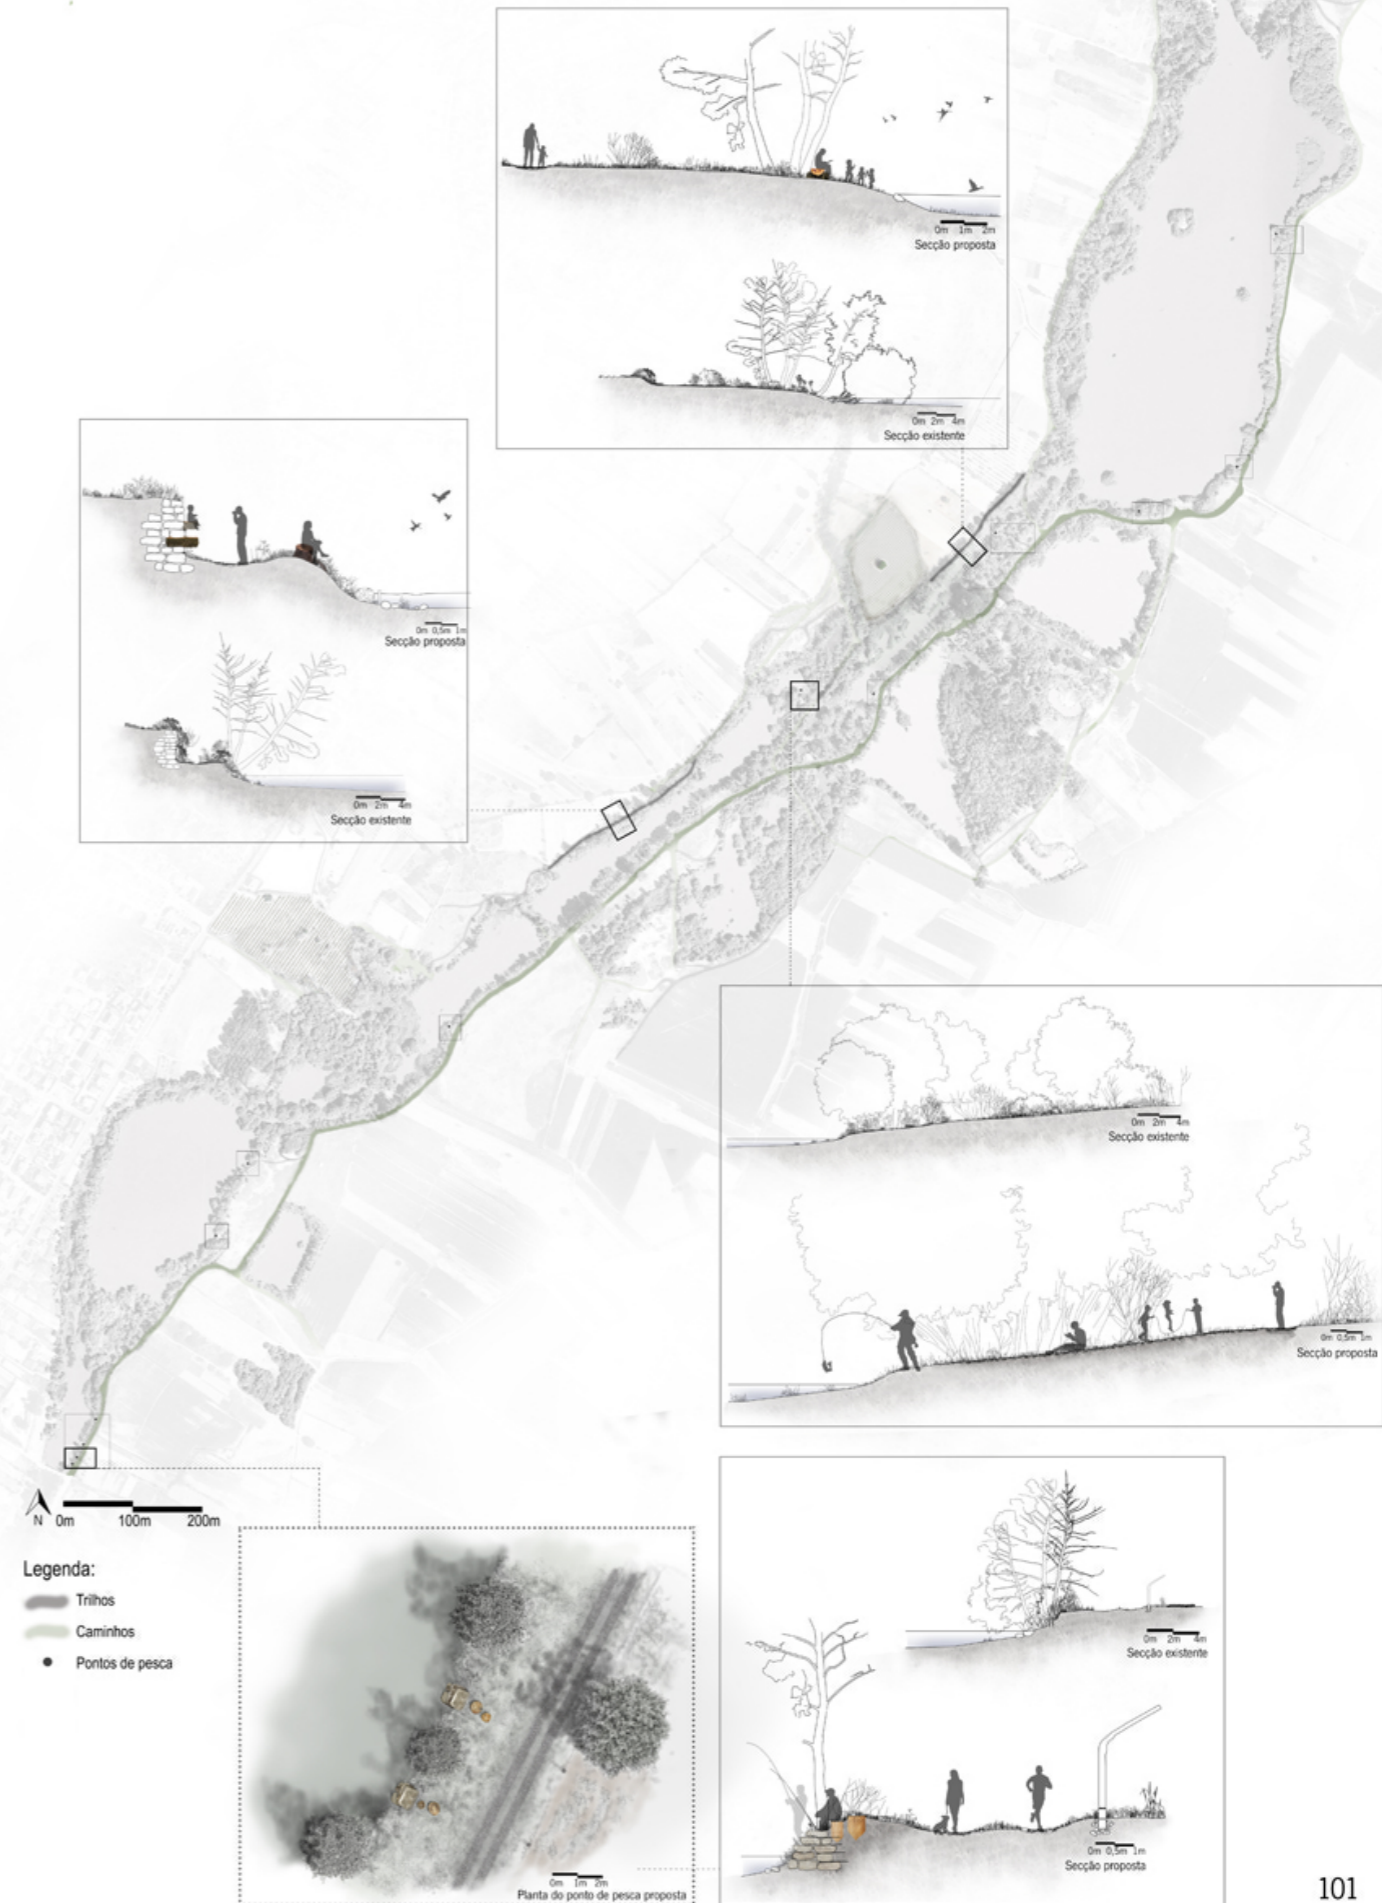 0m 1m 2m
Secção proposta
0m 2m 4m
Secção existente
0m 0,5m 1m
Secção proposta
0m 2m 4m
Secção existente
0m 2m 4m
Secção existente
0m 0,5m 1m
Secção proposta
N 0m 100m 200m
Legenda:
Trilhos
Caminhos
Pontos de pesca
0m 1m 2m
Planta do ponto de pesca proposta
0m 2m 4m
Secção existente
0m 0,5m 1m
Secção proposta
101